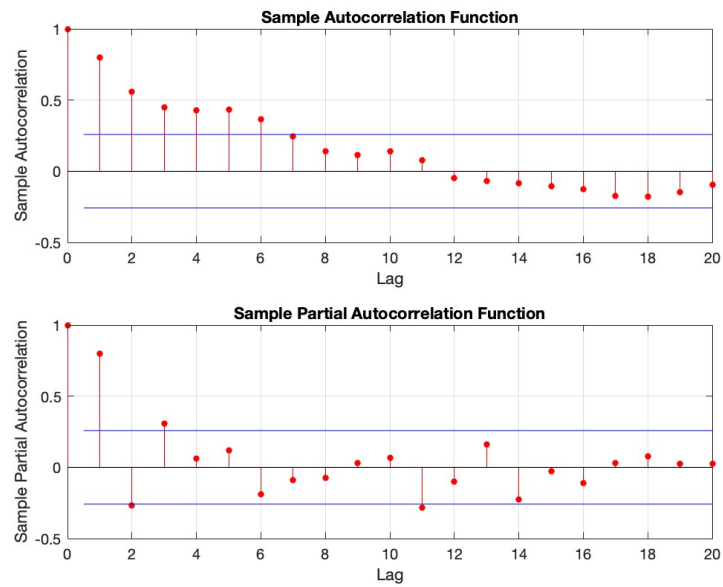 Sample Autocorrelation Function
Sample Autocorrelation
1
0.5
0
-0.5
0 2 4 6 8 10 12 14 16 18 20
Lag
Sample Partial Autocorrelation Function
Sample Partial Autocorrelation
1
0.5
0
-0.5
0 2 4 6 8 10 12 14 16 18 20
Lag